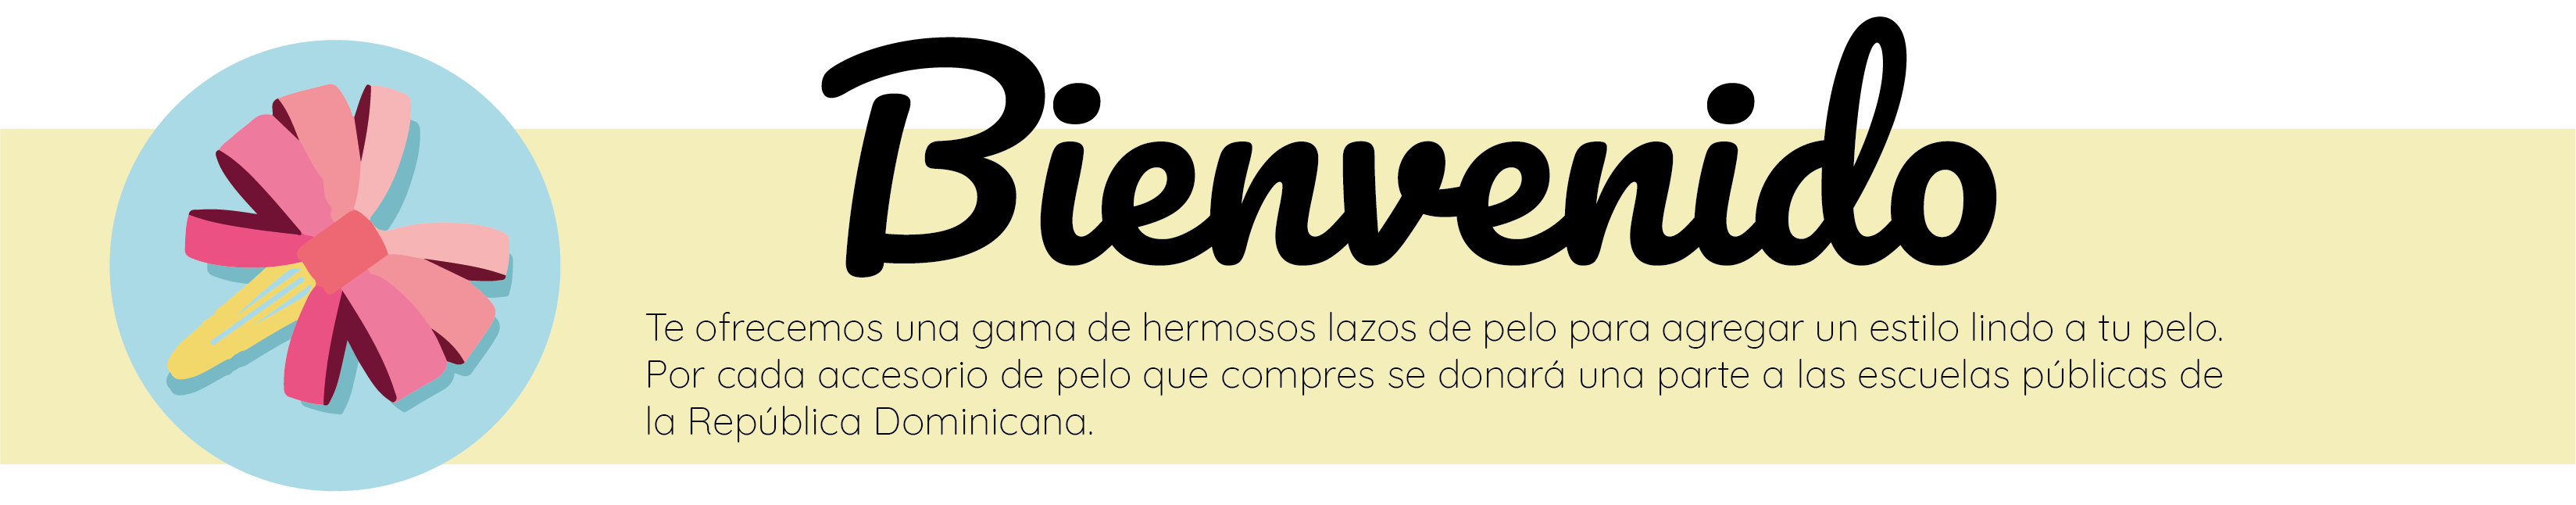 Bienvenido
Te ofrecemos una gama de hermosos lazos de pelo para agregar un estilo lindo a tu pelo.
Por cada accesorio de pelo que compres se donará una parte a las escuelas públicas de
la República Dominicana.